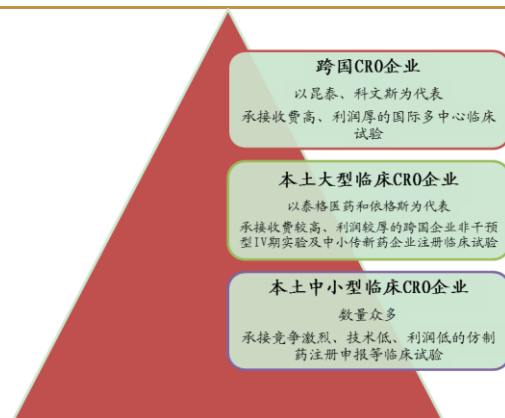 跨国CRO企业
以昆泰、科文斯为代表
承接收费高、利润厚的国际多中心临床
试验
本土大型临床CRO企业
以泰格医药和依格斯为代表
承接收费较高、利润较厚的跨国企业非干预
型IV期实验及中小传新药企业注册临床试验
本土中小型临床CRO企业
数量众多
承接竞争激烈、技术低、利润低的仿制
药注册申报等临床试验